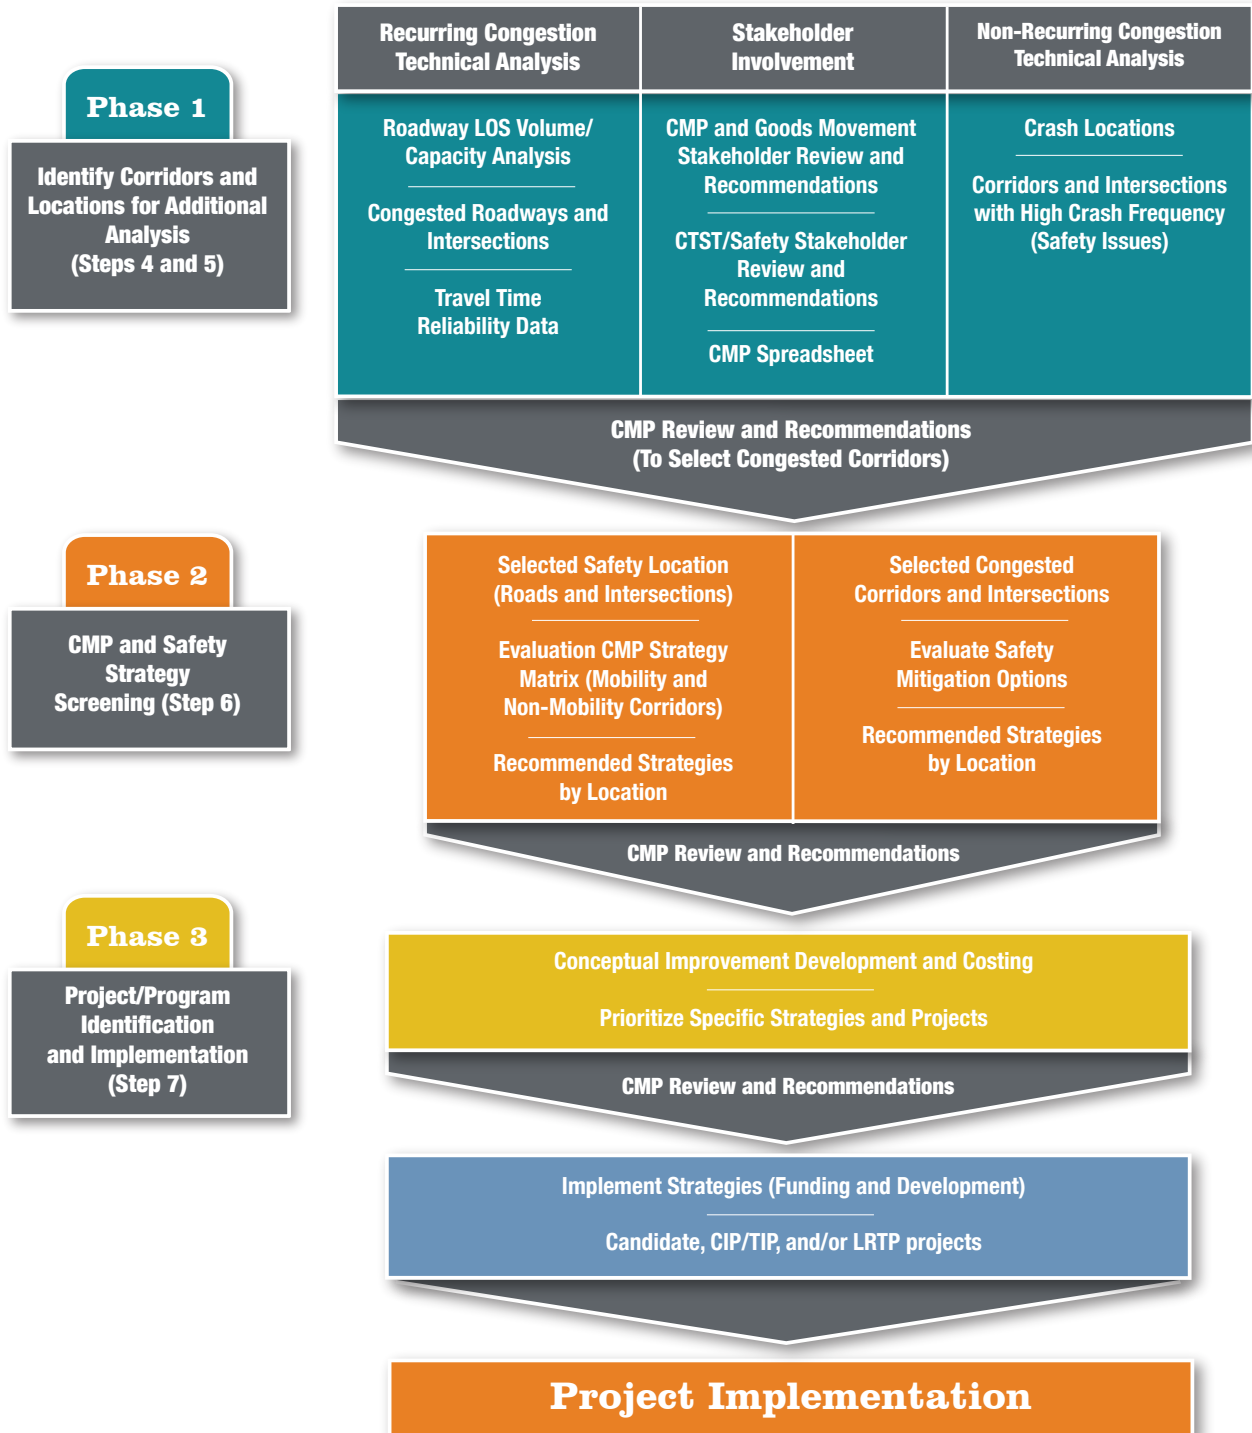 Recurring Congestion
Technical Analysis
Stakeholder
Involvement
Non-Recurring Congestion
Technical Analysis
Phase 1
Identify Corridors and
Locations for Additional
Analysis
(Steps 4 and 5)
Roadway LOS Volume/
Capacity Analysis
Congested Roadways and
Intersections
Travel Time
Reliability Data
CMP and Goods Movement
Stakeholder Review and
Recommendations
CTST/Safety Stakeholder
Review and
Recommendations
CMP Spreadsheet
Crash Locations
Corridors and Intersections
with High Crash Frequency
(Safety Issues)
CMP Review and Recommendations
(To Select Congested Corridors)
Phase 2
CMP and Safety
Strategy
Screening (Step 6)
Selected Safety Location
(Roads and Intersections)
Evaluation CMP Strategy
Matrix (Mobility and
Non-Mobility Corridors)
Recommended Strategies
by Location
Selected Congested
Corridors and Intersections
Evaluate Safety
Mitigation Options
Recommended Strategies
by Location
CMP Review and Recommendations
Phase 3
Project/Program
Identification
and Implementation
(Step 7)
Conceptual Improvement Development and Costing
Prioritize Specific Strategies and Projects
CMP Review and Recommendations
Implement Strategies (Funding and Development)
Candidate, CIP/TIP, and/or LRTP projects
Project Implementation